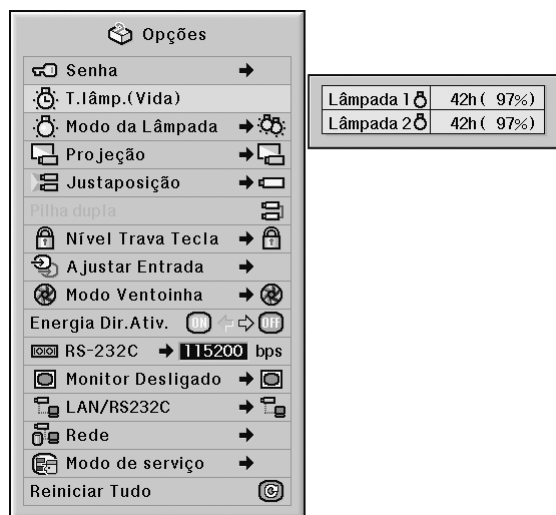 Opções
Senha
T.lâmp.(Vida)
Modo da Lâmpada
Projeção
Justaposição
Pilha dupla
Nível Trava Tecla
Ajustar Entrada
Modo Ventoinha
Energia Dir.Ativ. ON OFF
RS-232C 115200 bps
Monitor Desligado
LAN/RS232C
Rede
Modo de serviço
Reiniciar Tudo
Lâmpada 1 42h ( 97%)
Lâmpada 2 42h ( 97%)